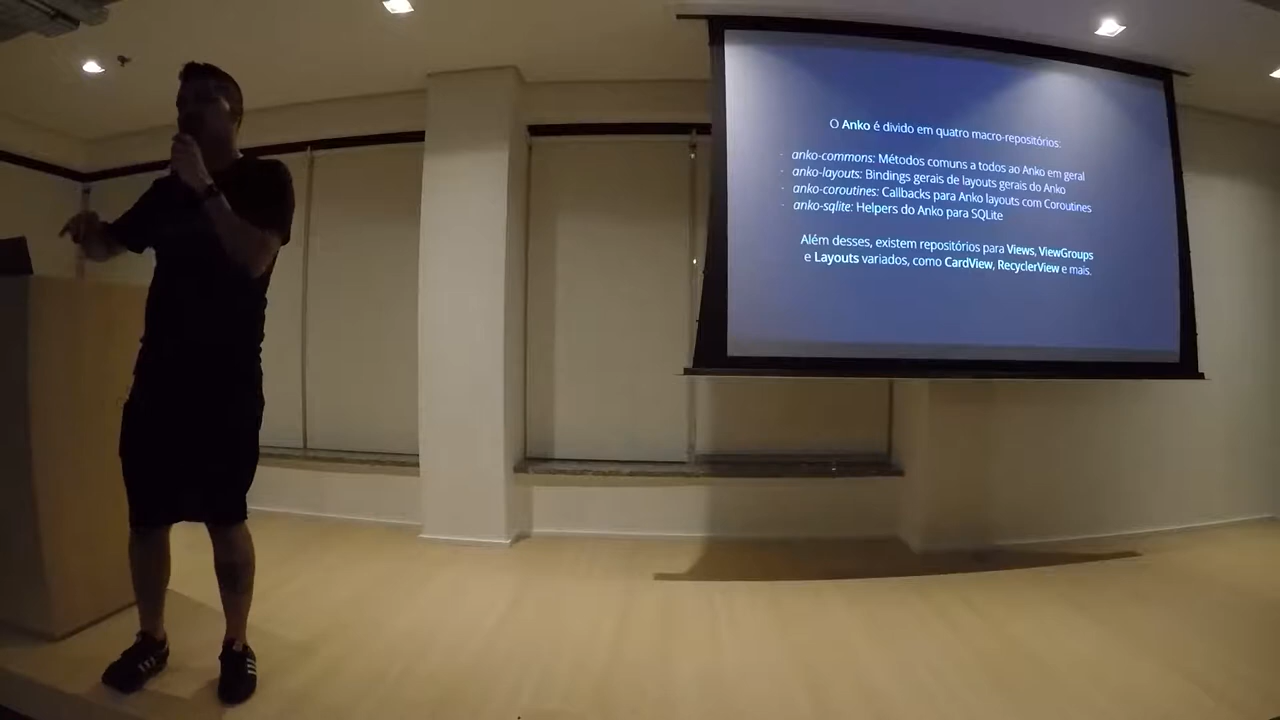 O Anko é divido em quatro macro-repositórios:
- anko-commons: Métodos comuns a todos ao Anko em geral
- anko-layouts: Bindings gerais de layouts gerais do Anko
- anko-coroutines: Callbacks para Anko layouts com Coroutines
- anko-sqlite: Helpers do Anko para SQLite
Além desses, existem repositórios para Views, ViewGroups
e Layouts variados, como CardView, RecyclerView e mais.